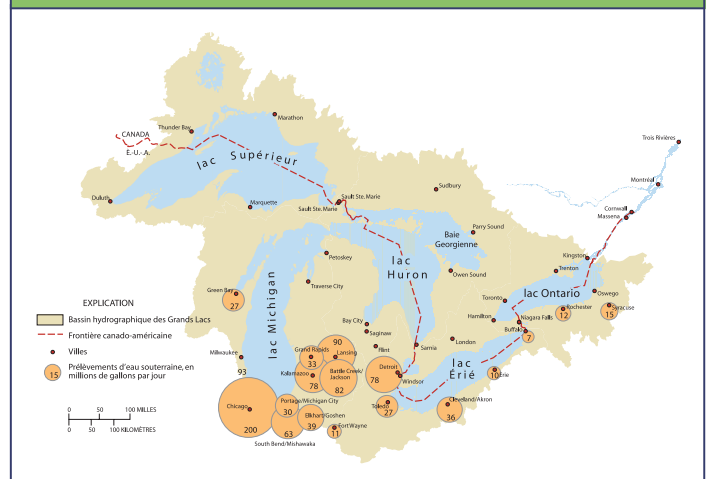 Marathon
Thunder Bay
CANADA
É.-U.-A.
Trois Rivières
lac Supérieur
Montréal
Sudbury
Duluth
Sault Ste. Marie
Marquette
Sault Ste. Marie
Cornwall
Massena
Parry Sound
Baie
Georgienne
Kingston
Petoskey
lac
Huron
Owen Sound
Trenton
Green Bay
27
Traverse City
lac Michigan
lac Ontario
Oswego
Toronto
Rochester
12
Syracuse
15
EXPLICATION
Bassin hydrographique des Grands Lacs
Frontière canado-américaine
Villes
15
Prélèvements d'eau souterraine, en
millions de gallons par jour
0 50 100 MILLES
0 50 100 KILOMÈTRES
Bay City
Saginaw
Hamilton
Niagara Falls
Buffalo
7
Milwaukee
93
Grand Rapids
33
90
Lansing
Flint
Sarnia
London
lac
Érié
Kalamazoo
78
Battle Creek/
Jackson
82
Detroit
78
Windsor
10
Erie
Chicago
200
Portage/Michigan City
30
Elkhart/Goshen
39
Toledo
27
Cleveland/Akron
36
63
South Bend/Mishawaka
Fort Wayne
11